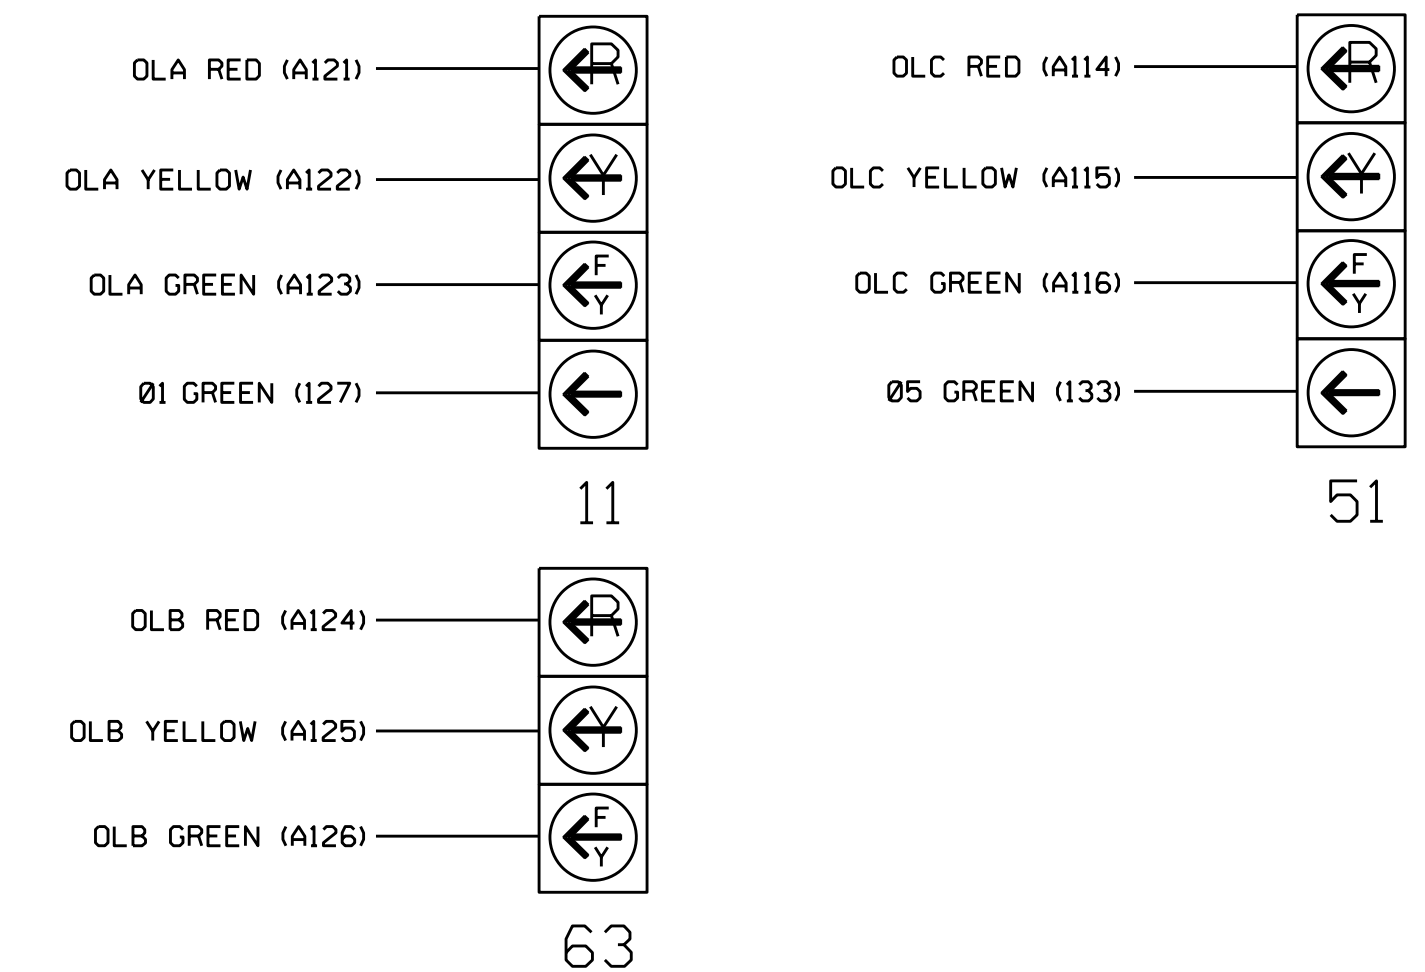 OLA RED (A121)
R
OLA YELLOW (A122)
Y
OLA GREEN (A123)
F
Y
Ø1 GREEN (127)
11
OLC RED (A114)
R
OLC YELLOW (A115)
Y
OLC GREEN (A116)
F
Y
Ø5 GREEN (133)
51
OLB RED (A124)
R
OLB YELLOW (A125)
Y
OLB GREEN (A126)
F
Y
63